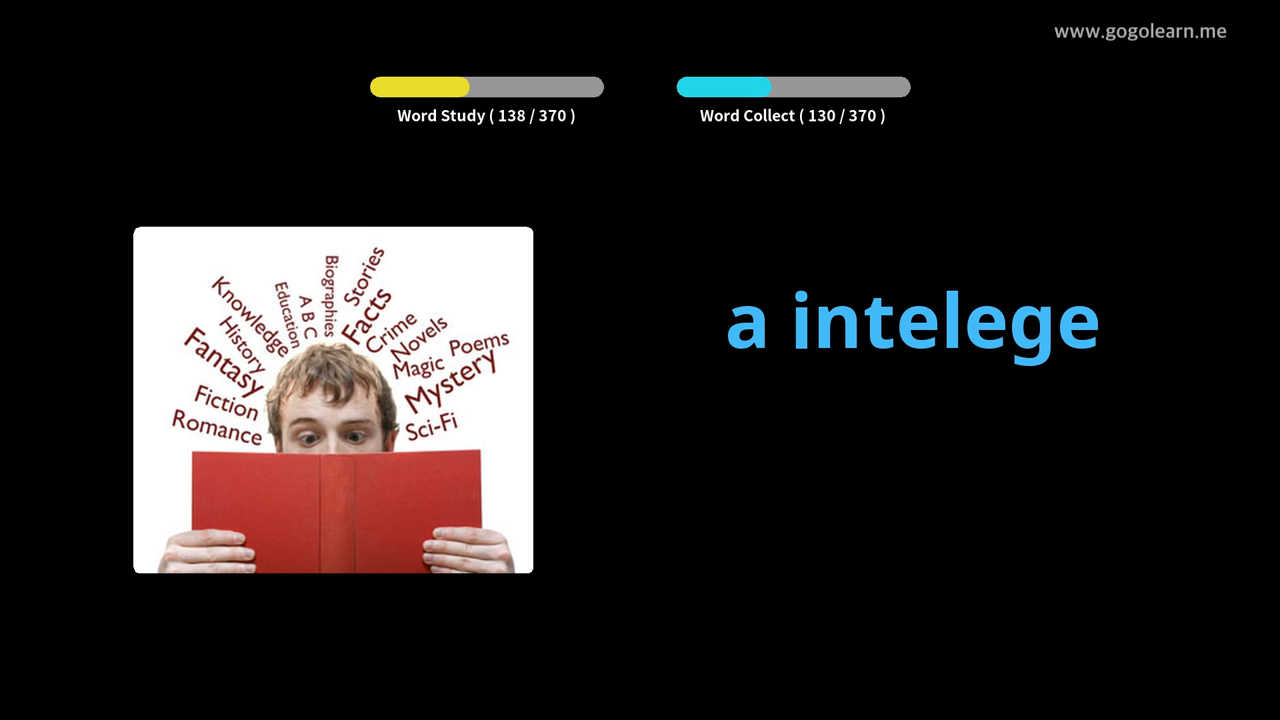 www.gogolearn.me
Word Study ( 138 / 370 )
Word Collect ( 130 / 370 )
a intelege
Knowledge
History
Fantasy
Fiction
Romance
Education
A B C
Biographies
Stories
Facts
Crime
Novels
Magic
Poems
Mystery
Sci-Fi